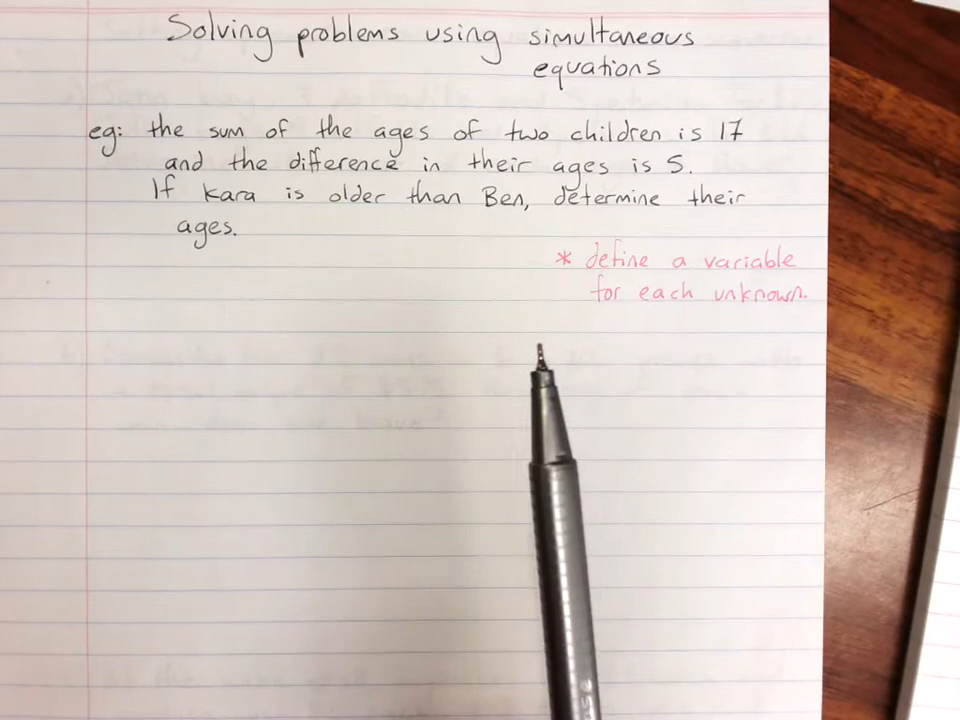 Solving problems using simultaneous
equations
eg: the sum of the ages of two children is 17
and the difference in their ages is 5.
If Kara is older than Ben, determine their
ages.
* define a variable
for each unknown.